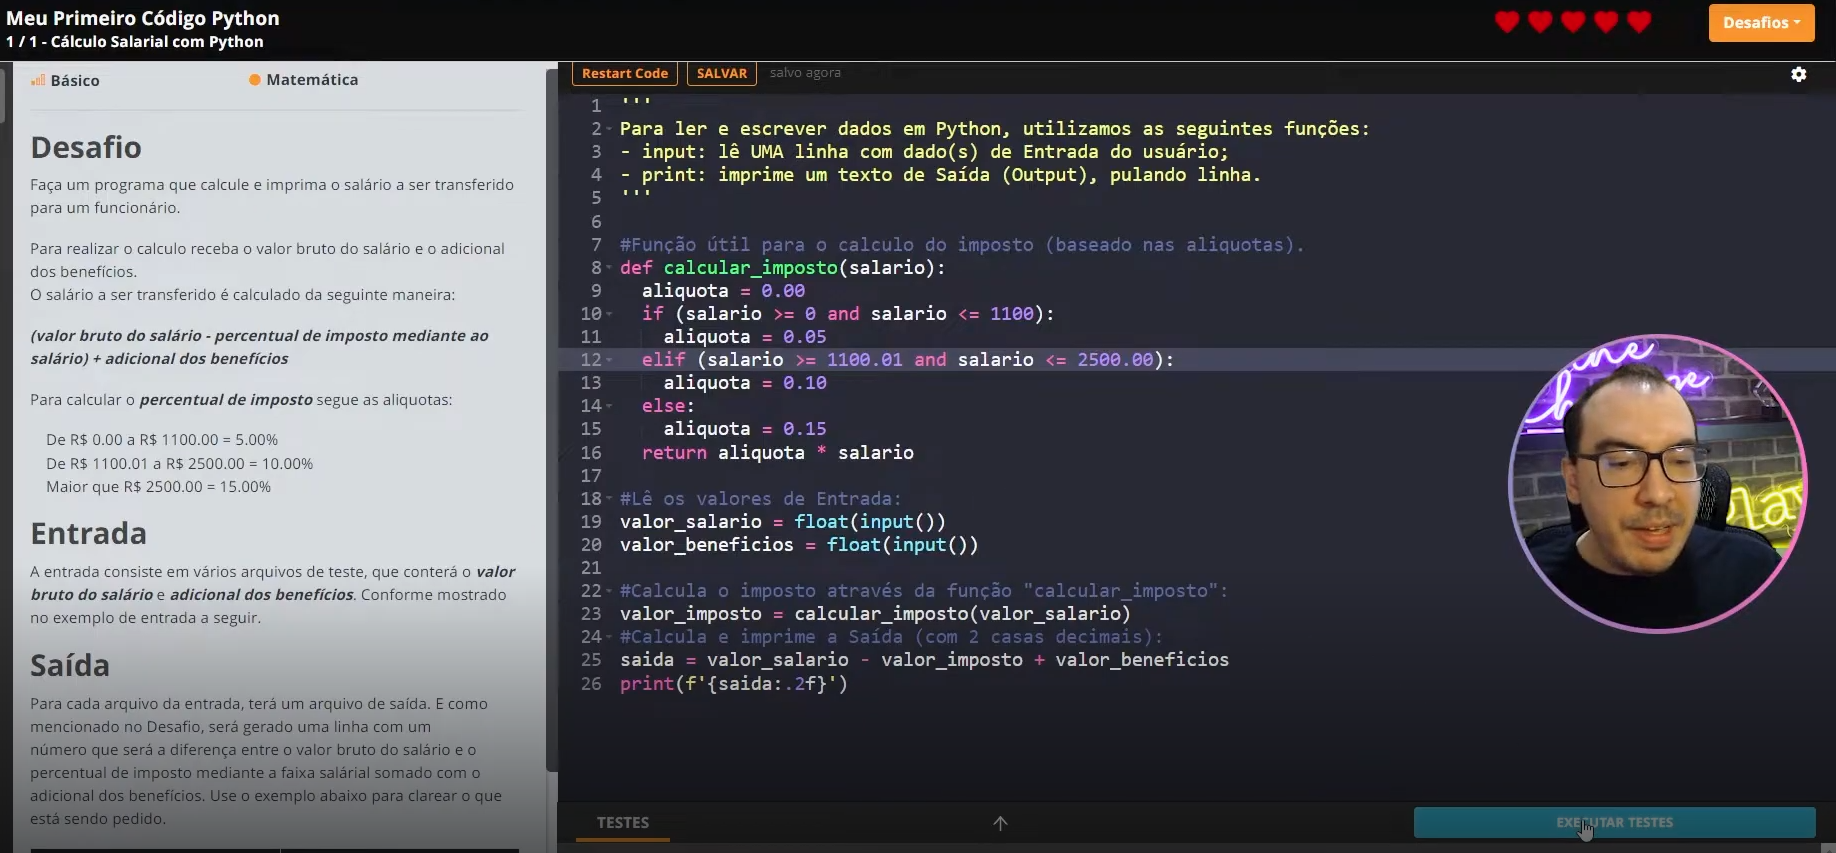 Meu Primeiro Código Python
1 / 1 - Cálculo Salarial com Python
Desafios
Básico
Matemática
Desafio
Faça um programa que calcule e imprima o salário a ser transferido
para um funcionário.
Para realizar o calculo receba o valor bruto do salário e o adicional
dos benefícios.
O salário a ser transferido é calculado da seguinte maneira:
(valor bruto do salário - percentual de imposto mediante ao
salário) + adicional dos benefícios
Para calcular o percentual de imposto segue as aliquotas:
De R$ 0.00 a R$ 1100.00 = 5.00%
De R$ 1100.01 a R$ 2500.00 = 10.00%
Maior que R$ 2500.00 = 15.00%
Entrada
A entrada consiste em vários arquivos de teste, que conterá o valor
bruto do salário e adicional dos benefícios. Conforme mostrado
no exemplo de entrada a seguir.
Saída
Para cada arquivo da entrada, terá um arquivo de saída. E como
mencionado no Desafio, será gerado uma linha com um
número que será a diferença entre o valor bruto do salário e o
percentual de imposto mediante a faixa salárial somado com o
adicional dos benefícios. Use o exemplo abaixo para clarear o que
está sendo pedido.
Restart Code
SALVAR
salvo agora
1 '''
2 Para ler e escrever dados em Python, utilizamos as seguintes funções:
3 - input: lê UMA linha com dado(s) de Entrada do usuário;
4 - print: imprime um texto de Saída (Output), pulando linha.
5 '''
6
7 #Função útil para o calculo do imposto (baseado nas aliquotas).
8 def calcular_imposto(salario):
9 aliquota = 0.00
10 if (salario >= 0 and salario <= 1100):
11 aliquota = 0.05
12 elif (salario >= 1100.01 and salario <= 2500.00):
13 aliquota = 0.10
14 else:
15 aliquota = 0.15
16 return aliquota * salario
17
18 #Lê os valores de Entrada:
19 valor_salario = float(input())
20 valor_beneficios = float(input())
21
22 #Calcula o imposto através da função "calcular_imposto":
23 valor_imposto = calcular_imposto(valor_salario)
24 #Calcula e imprime a Saída (com 2 casas decimais):
25 saida = valor_salario - valor_imposto + valor_beneficios
26 print(f'{saida:.2f}')
TESTES
EXECUTAR TESTES